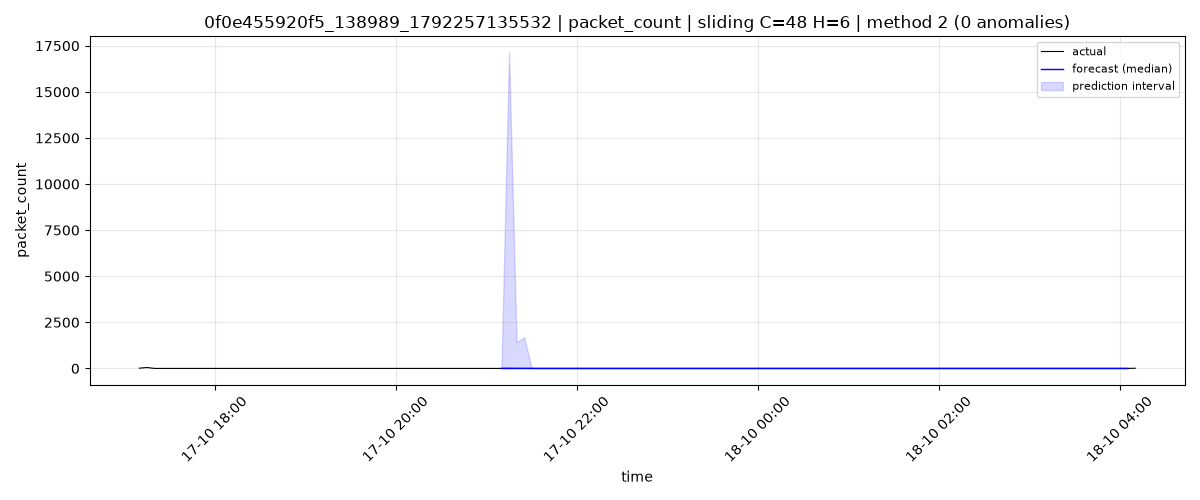 0f0e455920f5_138989_1792257135532 | packet_count | sliding C=48 H=6 | method 2 (0 anomalies)
actual
forecast (median)
prediction interval
packet_count
17500
15000
12500
10000
7500
5000
2500
0
17-10 18:00
17-10 20:00
17-10 22:00
18-10 00:00
18-10 02:00
18-10 04:00
time